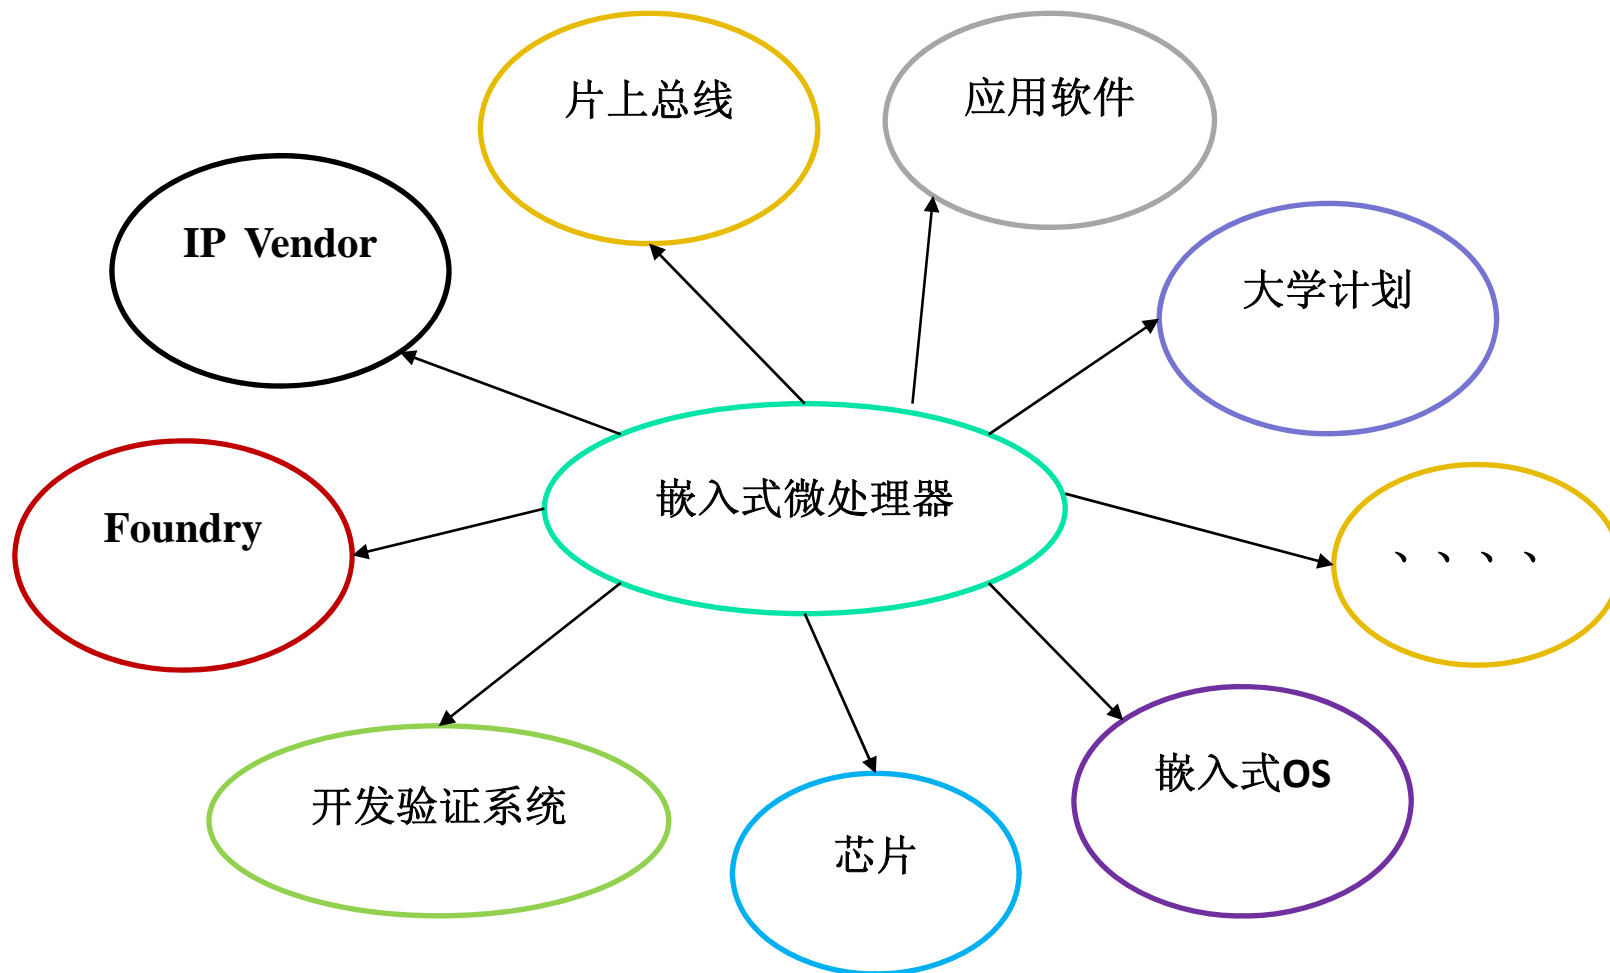 片上总线
应用软件
IP Vendor
大学计划
嵌入式微处理器
Foundry
、、、、
嵌入式OS
开发验证系统
芯片